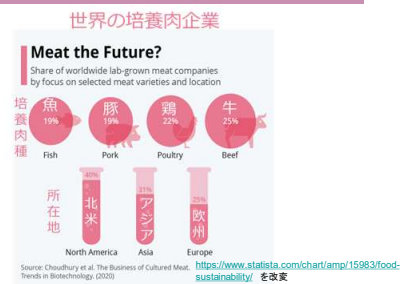 世界の培養肉企業
Meat the Future?
Share of worldwide lab-grown meat companies
by focus on selected meat varieties and location
培養肉種
魚 豚 鶏 牛
19% 19% 22% 25%
Fish Pork Poultry Beef
所在地
40% 31% 25%
北米 アジア 欧州
North America Asia Europe
Source: Choudhury et al. The Business of Cultured Meat.
Trends in Biotechnology. (2020)
https://www.statista.com/chart/amp/15983/food-
sustainability/ を改変